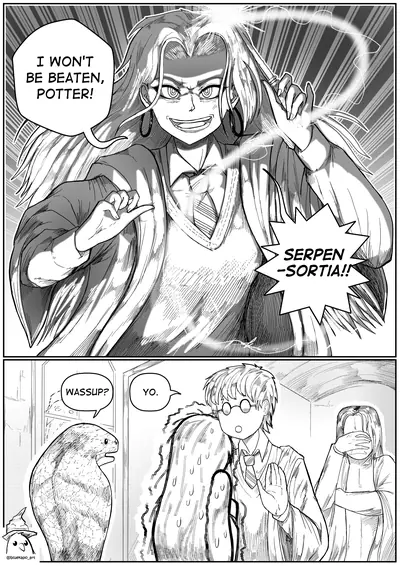 I WON'T
BE BEATEN,
POTTER!
SERPEN
-SORTIA!!
WASSUP?
YO.